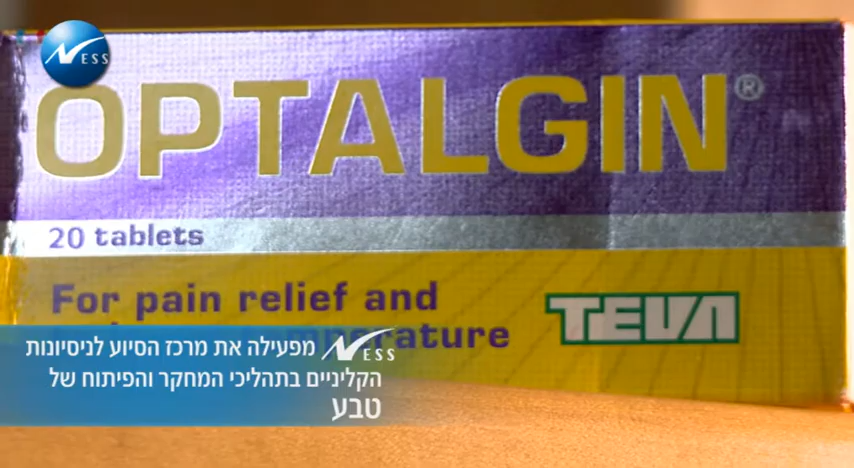 NESS
OPTALGIN®
20 tablets
For pain relief and
temperature
TEVA
NESS מפעילה את מרכז הסיוע לניסיונות
הקליניים בתהליכי המחקר והפיתוח של
טבע